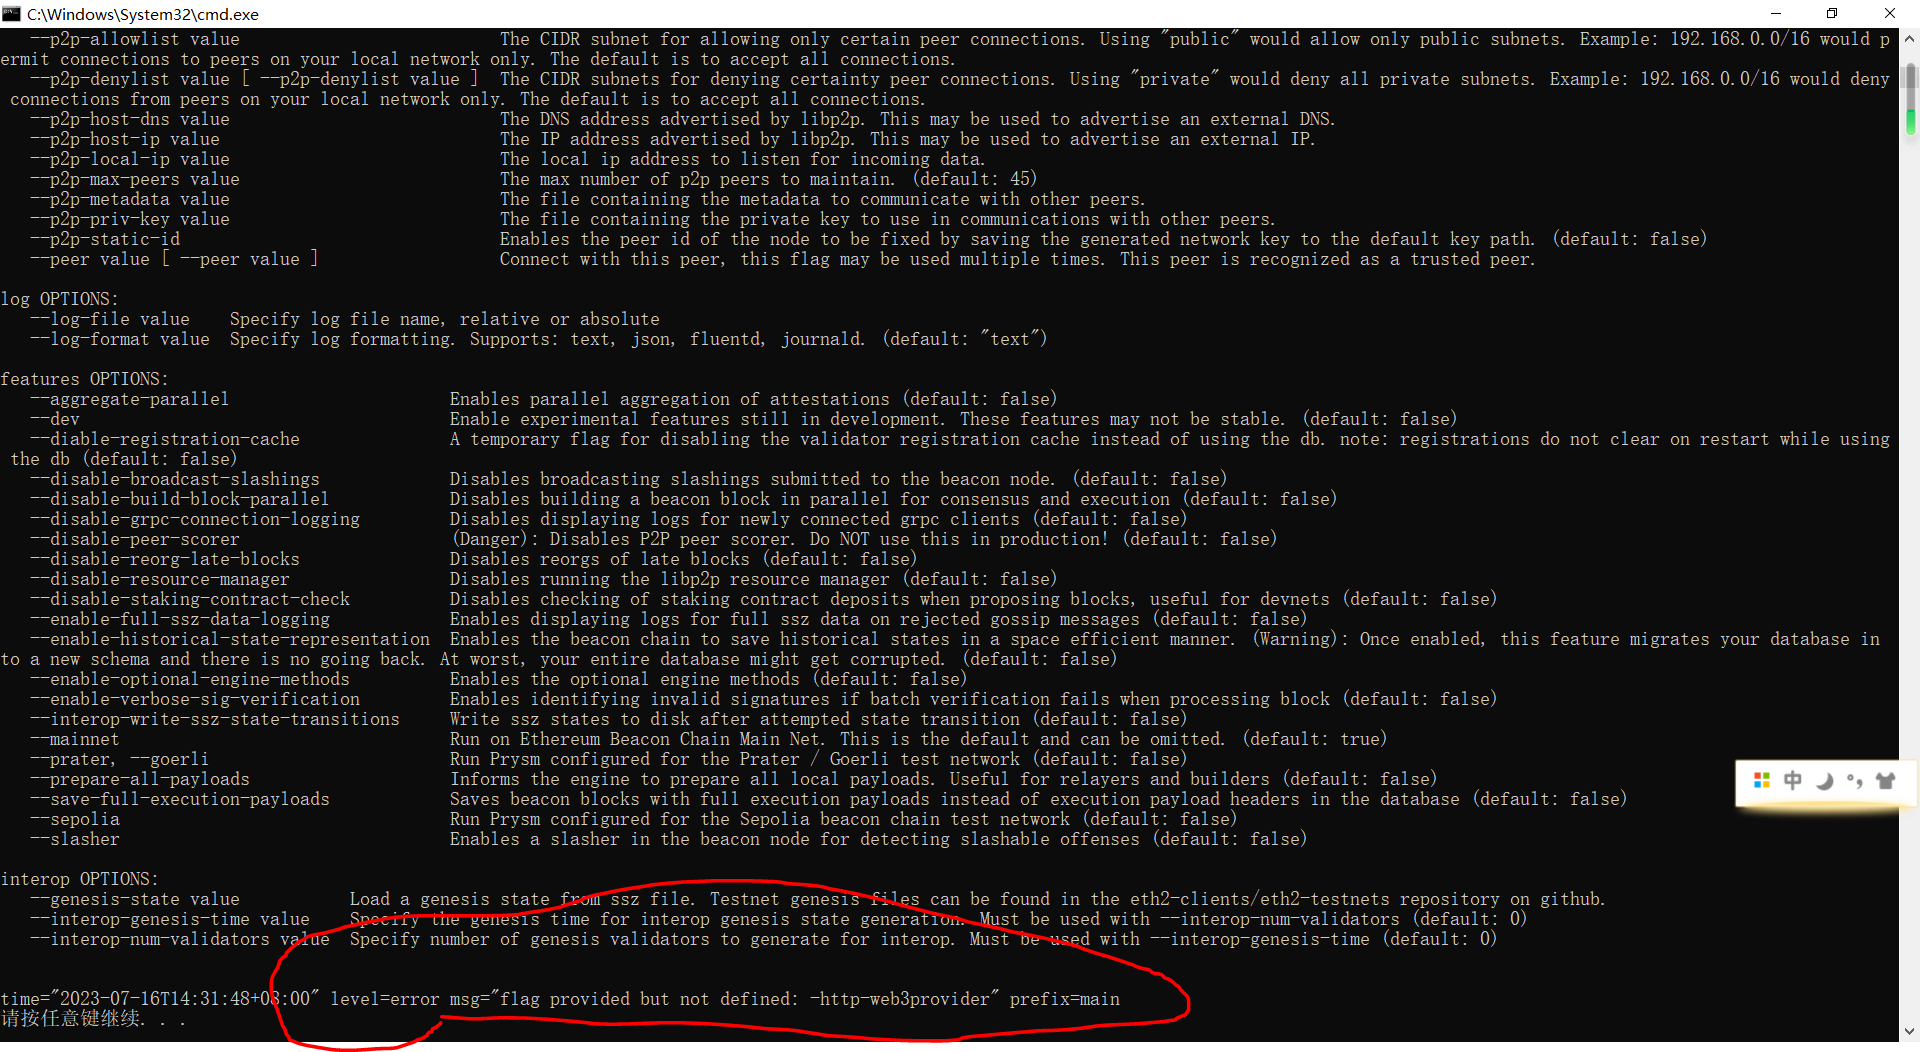 C:\Windows\System32\cmd.exe
--p2p-allowlist value The CIDR subnet for allowing only certain peer connections. Using "public" would allow only public subnets. Example: 192.168.0.0/16 would p
ermit connections to peers on your local network only. The default is to accept all connections.
--p2p-denylist value [ --p2p-denylist value ] The CIDR subnets for denying certainty peer connections. Using "private" would deny all private subnets. Example: 192.168.0.0/16 would deny
connections from peers on your local network only. The default is to accept all connections.
--p2p-host-dns value The DNS address advertised by libp2p. This may be used to advertise an external DNS.
--p2p-host-ip value The IP address advertised by libp2p. This may be used to advertise an external IP.
--p2p-local-ip value The local ip address to listen for incoming data.
--p2p-max-peers value The max number of p2p peers to maintain. (default: 45)
--p2p-metadata value The file containing the metadata to communicate with other peers.
--p2p-priv-key value The file containing the private key to use in communications with other peers.
--p2p-static-id Enables the peer id of the node to be fixed by saving the generated network key to the default key path. (default: false)
--peer value [ --peer value ] Connect with this peer, this flag may be used multiple times. This peer is recognized as a trusted peer.
log OPTIONS:
--log-file value Specify log file name, relative or absolute
--log-format value Specify log formatting. Supports: text, json, fluentd, journald. (default: "text")
features OPTIONS:
--aggregate-parallel Enables parallel aggregation of attestations (default: false)
--dev Enable experimental features still in development. These features may not be stable. (default: false)
--diable-registration-cache A temporary flag for disabling the validator registration cache instead of using the db. note: registrations do not clear on restart while using
the db (default: false)
--disable-broadcast-slashings Disables broadcasting slashings submitted to the beacon node. (default: false)
--disable-build-block-parallel Disables building a beacon block in parallel for consensus and execution (default: false)
--disable-grpc-connection-logging Disables displaying logs for newly connected grpc clients (default: false)
--disable-peer-scorer (Danger): Disables P2P peer scorer. Do NOT use this in production! (default: false)
--disable-reorg-late-blocks Disables reorgs of late blocks (default: false)
--disable-resource-manager Disables running the libp2p resource manager (default: false)
--disable-staking-contract-check Disables checking of staking contract deposits when proposing blocks, useful for devnets (default: false)
--enable-full-ssz-data-logging Enables displaying logs for full ssz data on rejected gossip messages (default: false)
--enable-historical-state-representation Enables the beacon chain to save historical states in a space efficient manner. (Warning): Once enabled, this feature migrates your database in
to a new schema and there is no going back. At worst, your entire database might get corrupted. (default: false)
--enable-optional-engine-methods Enables the optional engine methods (default: false)
--enable-verbose-sig-verification Enables identifying invalid signatures if batch verification fails when processing block (default: false)
--interop-write-ssz-state-transitions Write ssz states to disk after attempted state transition (default: false)
--mainnet Run on Ethereum Beacon Chain Main Net. This is the default and can be omitted. (default: true)
--prater, --goerli Run Prysm configured for the Prater / Goerli test network (default: false)
--prepare-all-payloads Informs the engine to prepare all local payloads. Useful for relayers and builders (default: false)
中
--save-full-execution-payloads Saves beacon blocks with full execution payloads instead of execution payload headers in the database (default: false)
--sepolia Run Prysm configured for the Sepolia beacon chain test network (default: false)
--slasher Enables a slasher in the beacon node for detecting slashable offenses (default: false)
interop OPTIONS:
--genesis-state value Load a genesis state from ssz file. Testnet genesis files can be found in the eth2-clients/eth2-testnets repository on github.
--interop-genesis-time value Specify the genesis time for interop genesis state generation. Must be used with --interop-num-validators (default: 0)
--interop-num-validators value Specify number of genesis validators to generate for interop. Must be used with --interop-genesis-time (default: 0)
time="2023-07-16T14:31:48+08:00" level=error msg="flag provided but not defined: -http-web3provider" prefix=main
请按任意键继续. . .